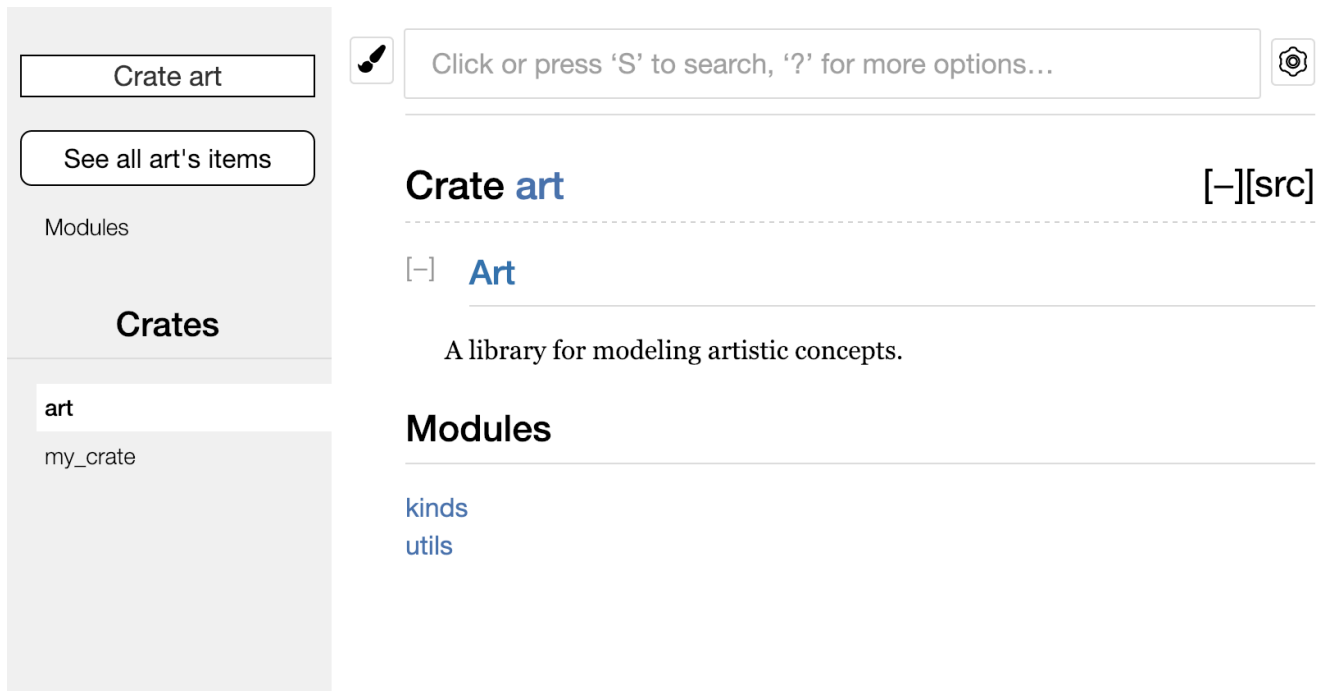 Crate art
See all art's items
Modules
Crates
art
my_crate
Click or press ‘S’ to search, ‘?’ for more options…
Crate art
[–][src]
[–]
Art
A library for modeling artistic concepts.
Modules
kinds
utils